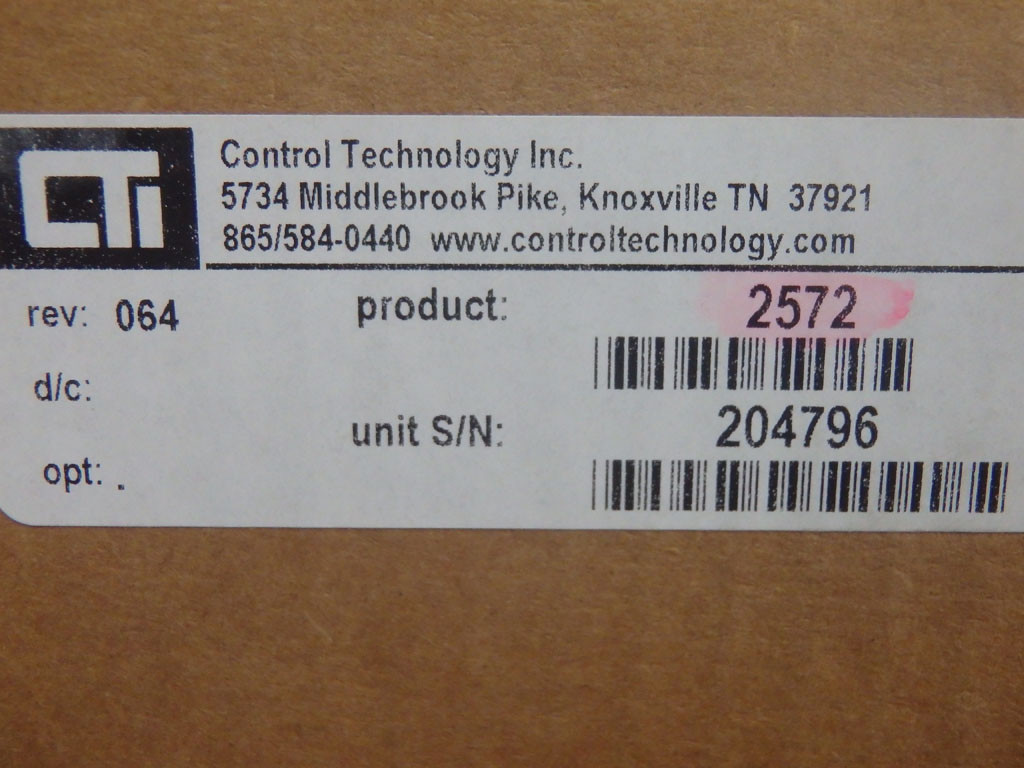 CTi
Control Technology Inc.
5734 Middlebrook Pike, Knoxville TN 37921
865/584-0440 www.controltechnology.com
rev: 064 product: 2572
d/c:
unit S/N: 204796
opt: .